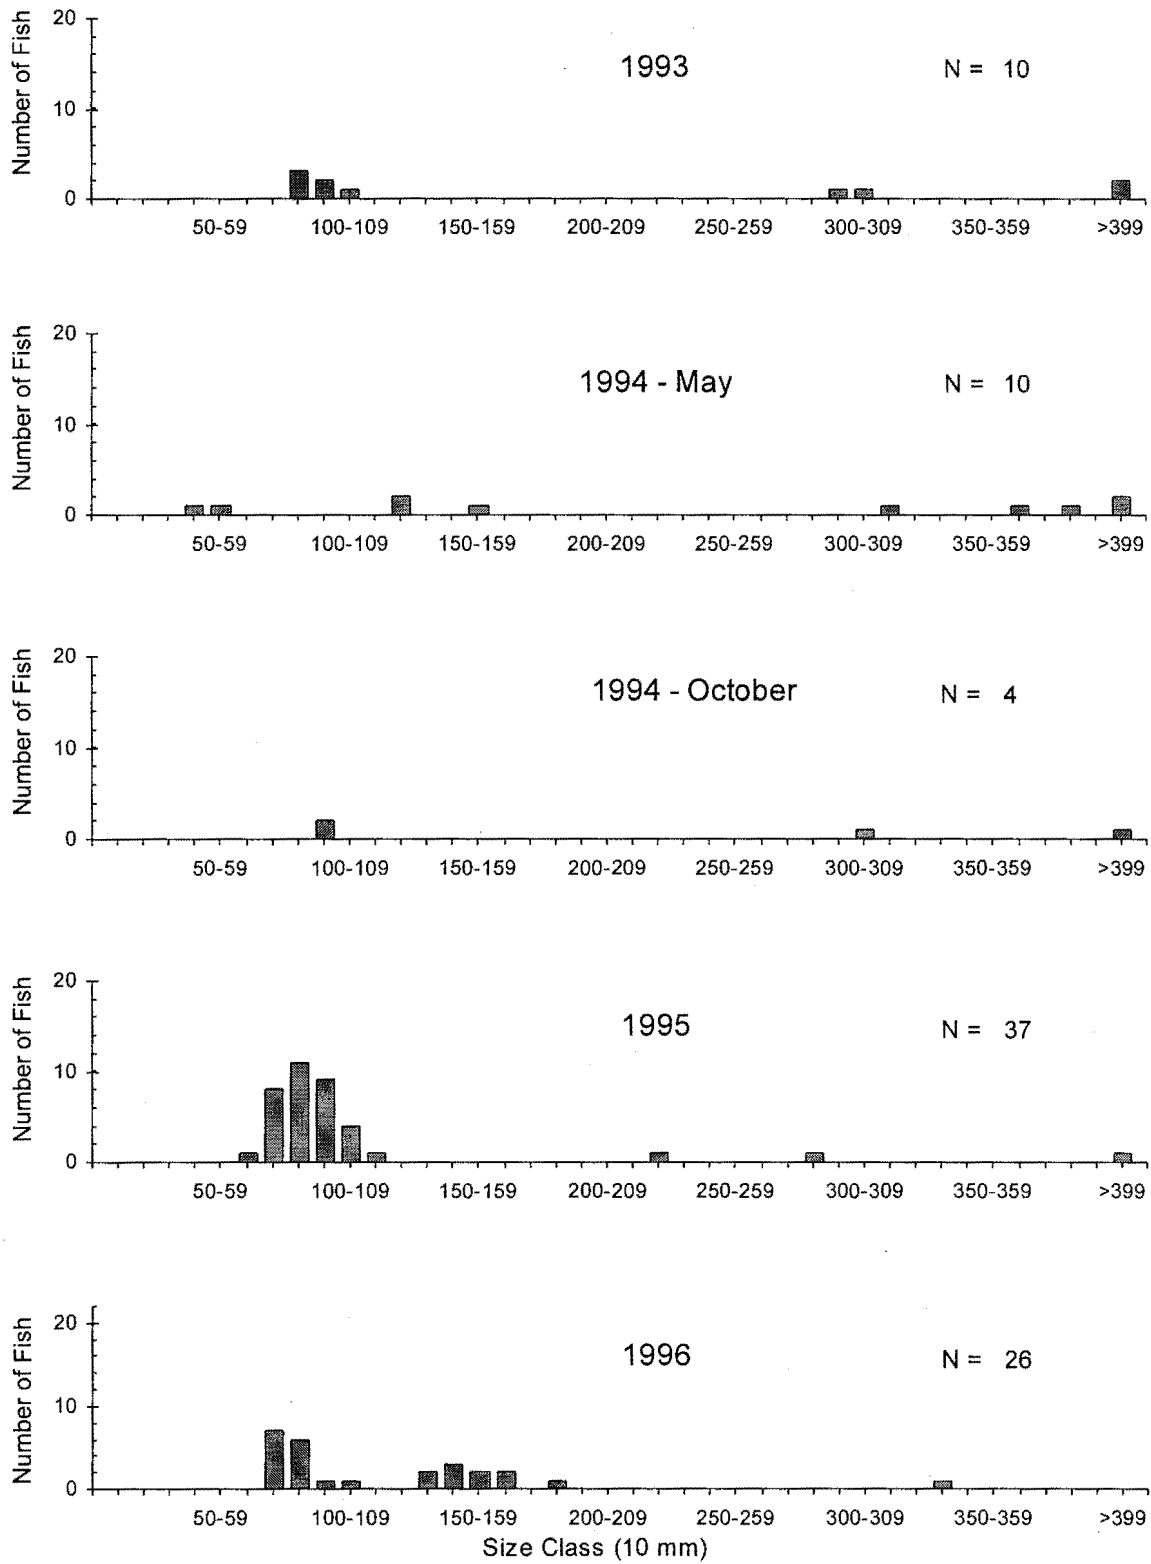 Number of Fish
20
10
0
1993
N = 10
50-59 100-109 150-159 200-209 250-259 300-309 350-359 >399
Number of Fish
20
10
0
1994 - May
N = 10
50-59 100-109 150-159 200-209 250-259 300-309 350-359 >399
Number of Fish
20
10
0
1994 - October
N = 4
50-59 100-109 150-159 200-209 250-259 300-309 350-359 >399
Number of Fish
20
10
0
1995
N = 37
50-59 100-109 150-159 200-209 250-259 300-309 350-359 >399
Number of Fish
20
10
0
1996
N = 26
50-59 100-109 150-159 200-209 250-259 300-309 350-359 >399
Size Class (10 mm)